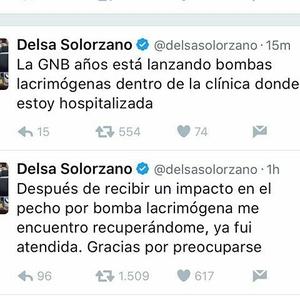 Delsa Solorzano @delsasolorzano · 15m
La GNB años está lanzando bombas
lacrimógenas dentro de la clínica donde
estoy hospitalizada
15 554 74
Delsa Solorzano @delsasolorzano · 1h
Después de recibir un impacto en el
pecho por bomba lacrimógena me
encuentro recuperándome, ya fui
atendida. Gracias por preocuparse
96 1.509 617